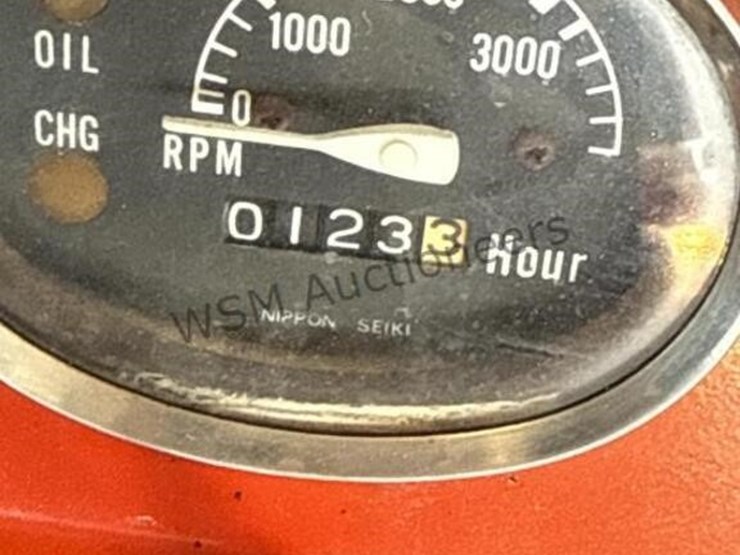 OIL
1000
3000
CHG
0
RPM
01233 Hour
WSM Auctioneers
NIPPON SEIKI